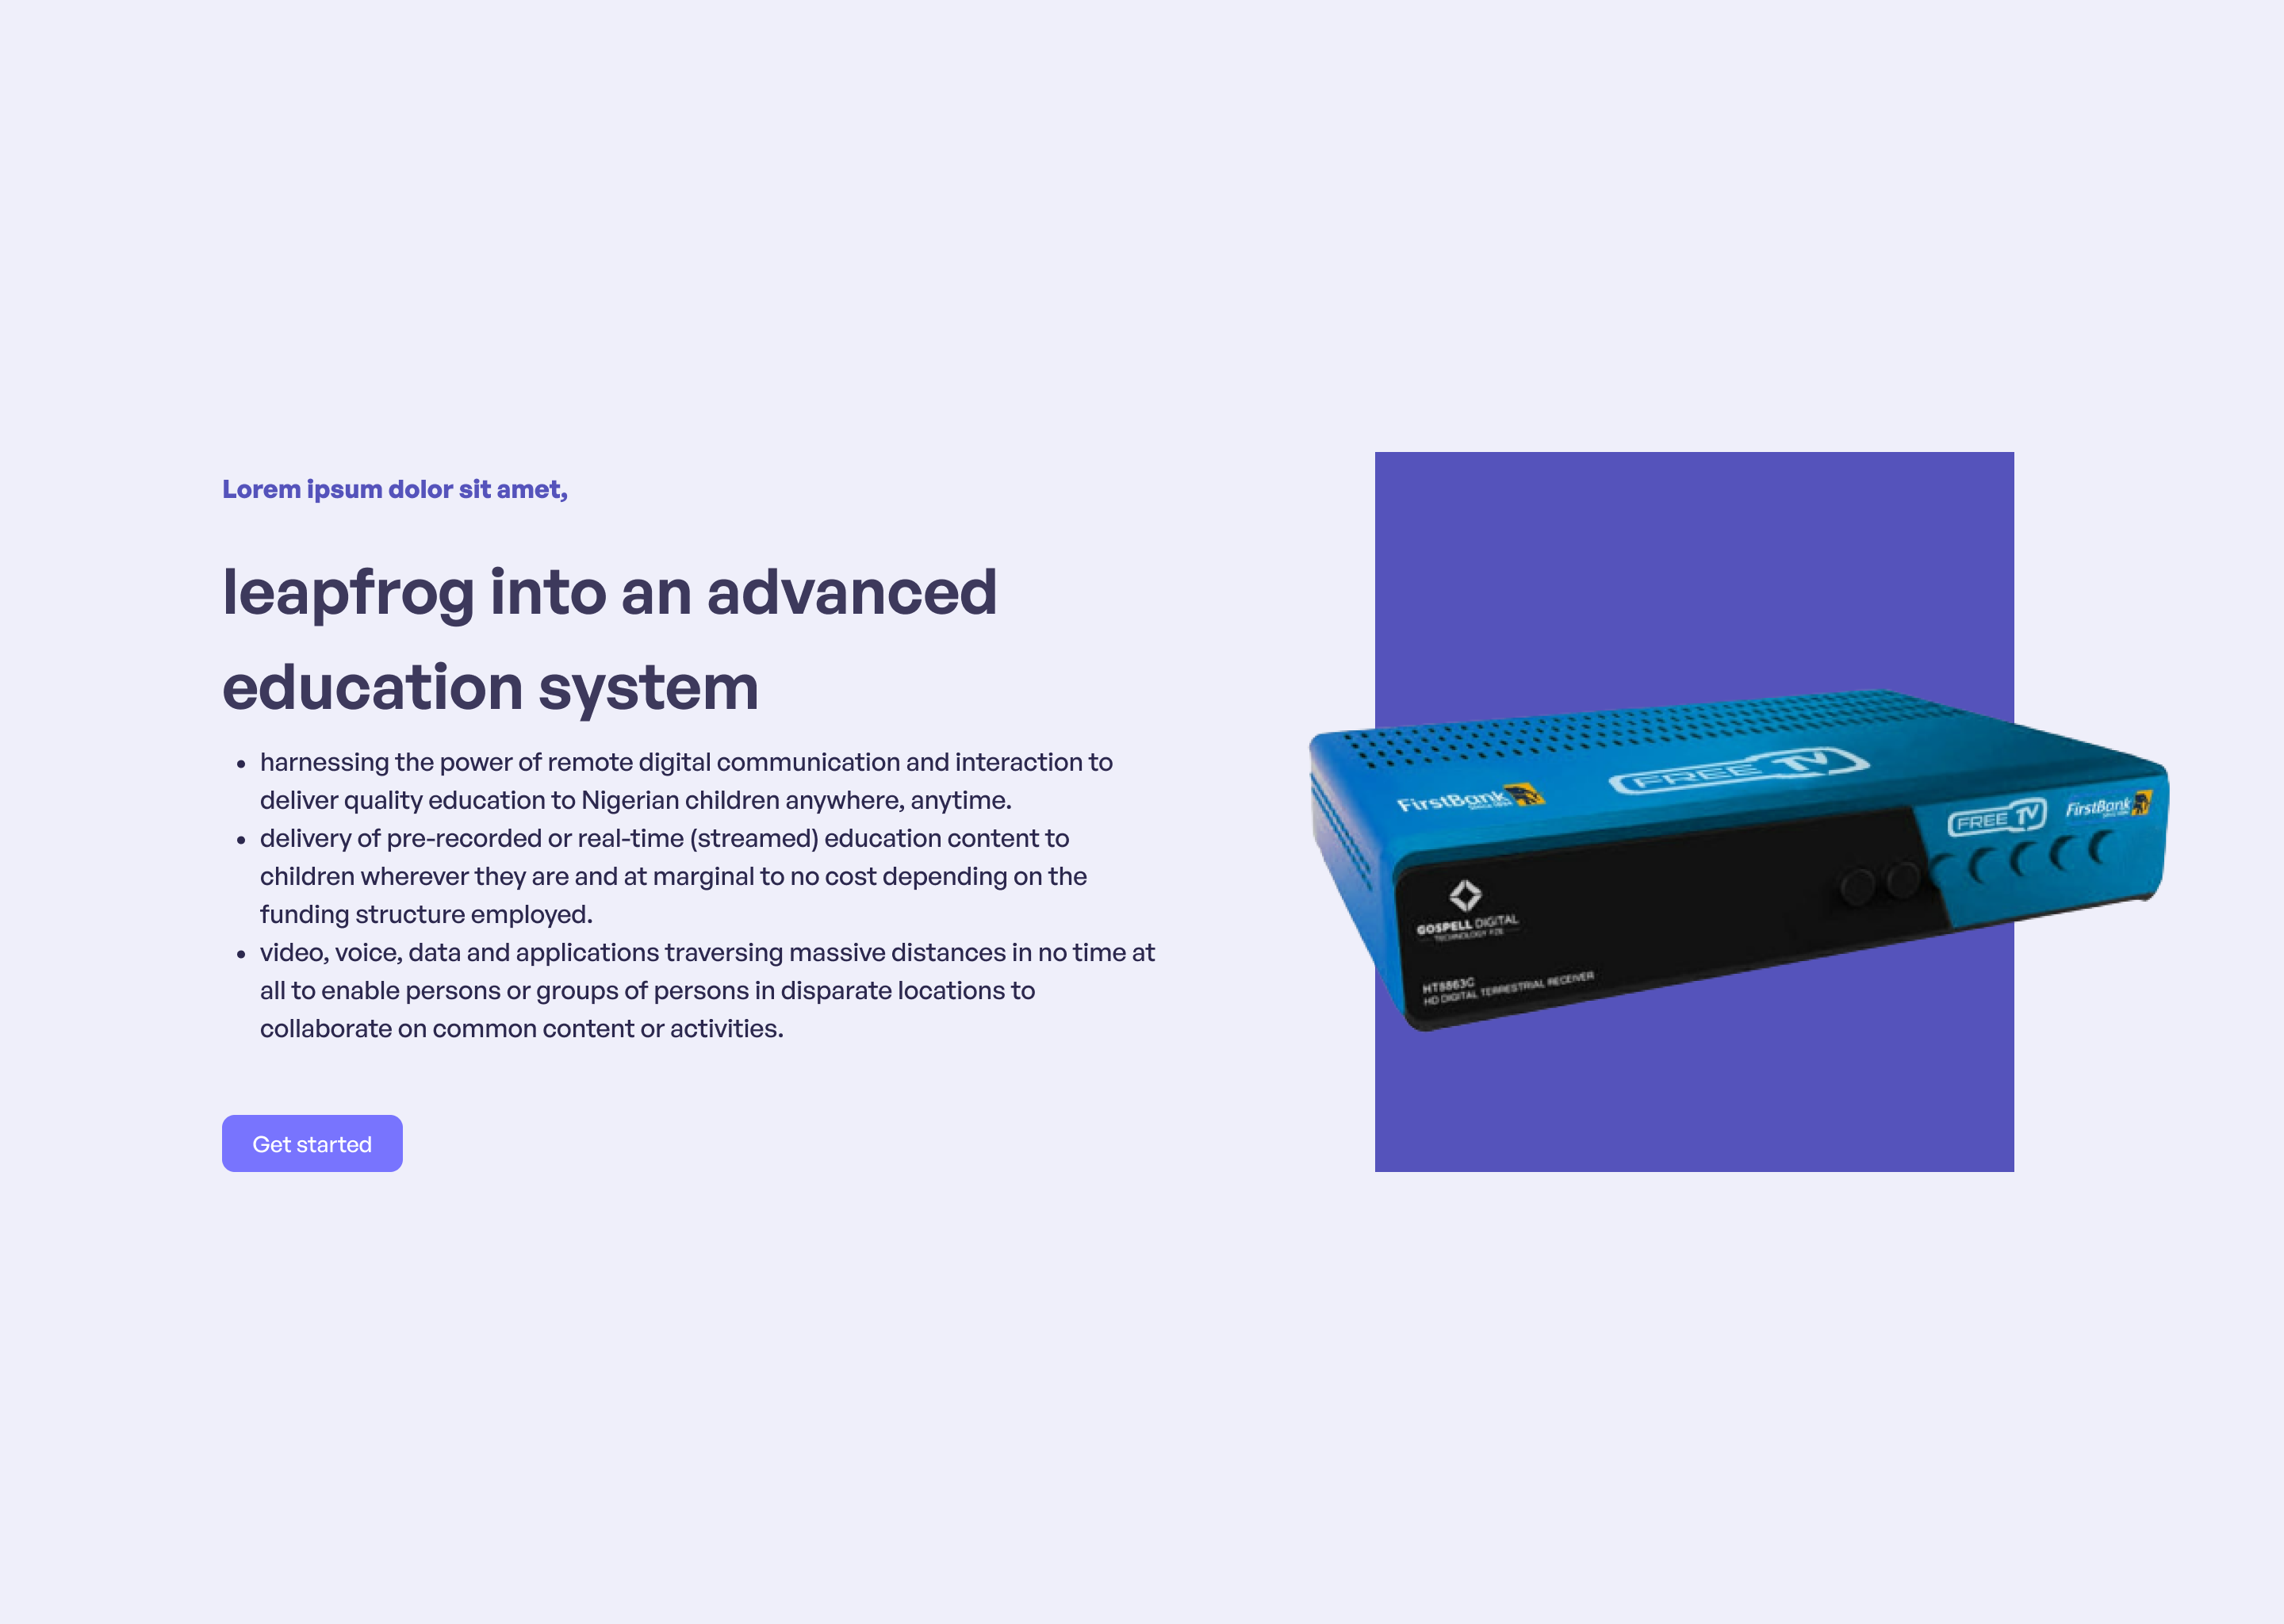 Lorem ipsum dolor sit amet,
leapfrog into an advanced
education system
harnessing the power of remote digital communication and interaction to
deliver quality education to Nigerian children anywhere, anytime.
delivery of pre-recorded or real-time (streamed) education content to
children wherever they are and at marginal to no cost depending on the
funding structure employed.
video, voice, data and applications traversing massive distances in no time at
all to enable persons or groups of persons in disparate locations to
collaborate on common content or activities.
Get started
FREE TV
FirstBank
FREE TV
FirstBank
GOSPELL DIGITAL
TECHNOLOGY FZE
HT8863C
HD DIGITAL TERRESTRIAL RECEIVER